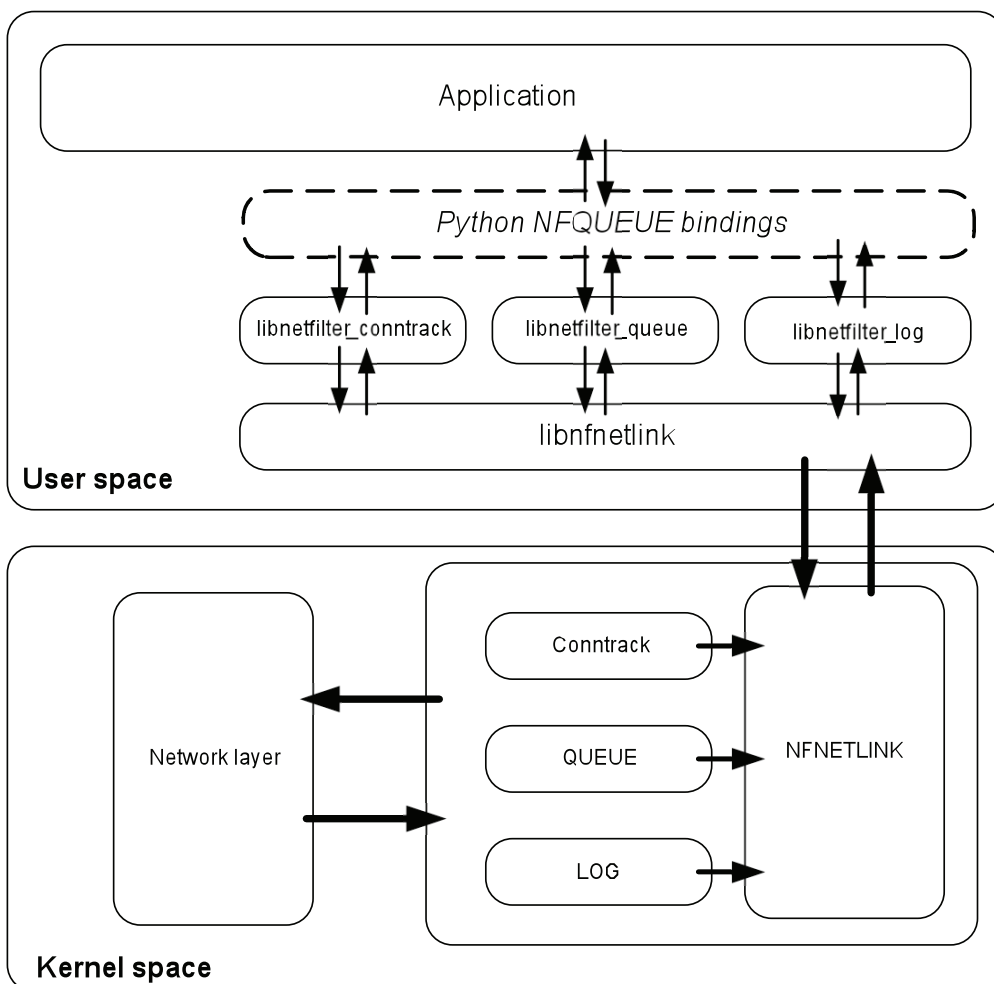 Application
Python NFQUEUE bindings
libnetfilter_conntrack
libnetfilter_queue
libnetfilter_log
libnfnetlink
User space
Conntrack
Network layer
QUEUE
NFNETLINK
LOG
Kernel space